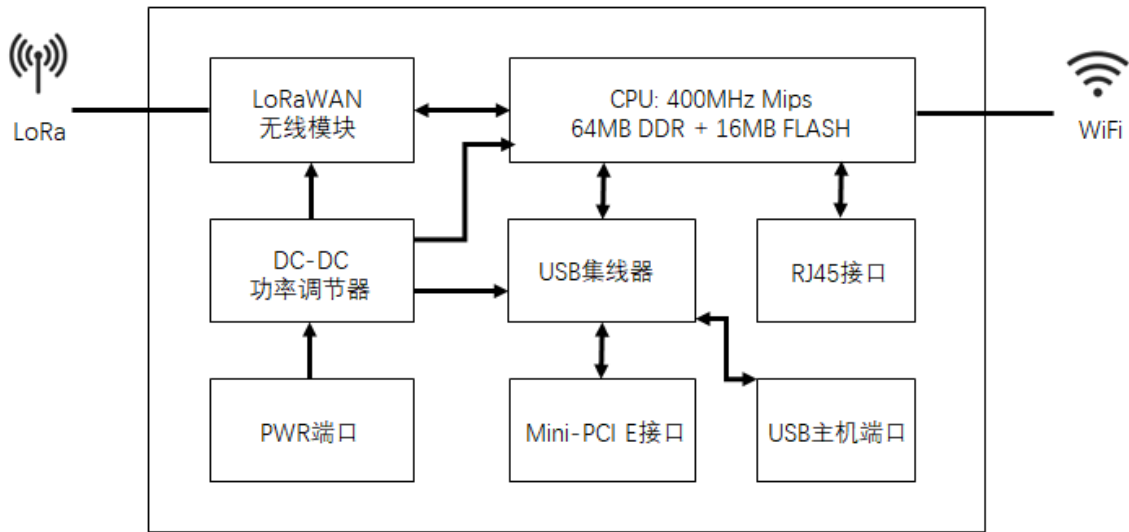 LoRa
LoRaWAN
无线模块
CPU: 400MHz Mips
64MB DDR + 16MB FLASH
WiFi
DC-DC
功率调节器
USB集线器
RJ45接口
PWR端口
Mini-PCI E接口
USB主机端口